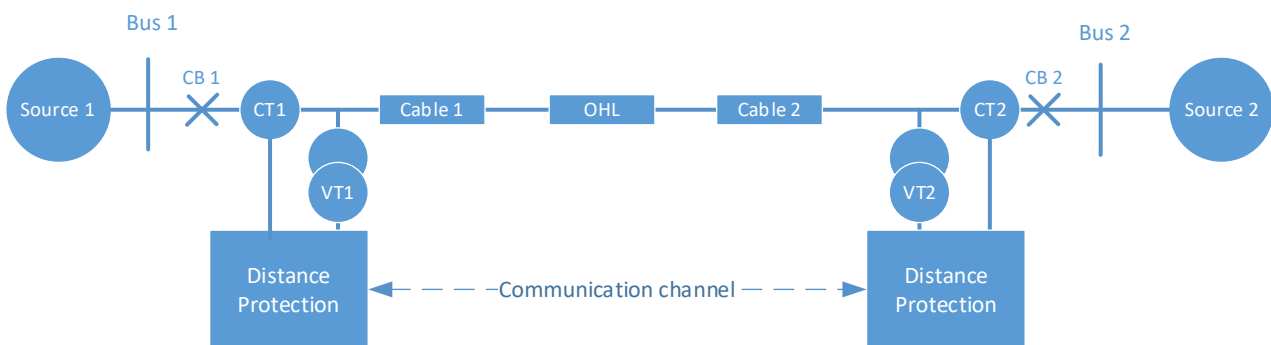 Bus 1
Bus 2
CB 1
CB 2
Source 1
CT1
Cable 1
OHL
Cable 2
CT2
Source 2
VT1
VT2
Distance
Protection
Communication channel
Distance
Protection